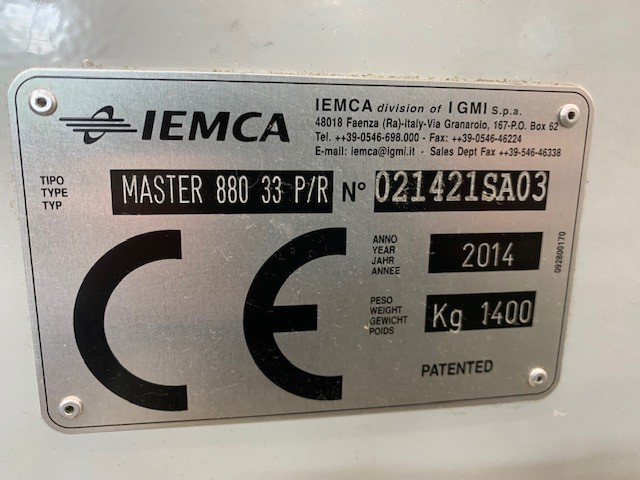 IEMCA
IEMCA division of IGMI S.p.a.
48018 Faenza (Ra)-italy-Via Granarolo, 167-P.O. Box 62
Tel. ++39-0546-698.000 - Fax: ++39-0546-46224
E-mail: iemca@igmi.it - Sales Dept Fax ++39-546-46338
TIPO
TYPE
TYP
MASTER 880 33 P/R
N° 021421SA03
CE
ANNO
YEAR
JAHR
ANNEE
2014
PESO
WEIGHT
GEWICHT
POIDS
Kg 1400
PATENTED
092800170